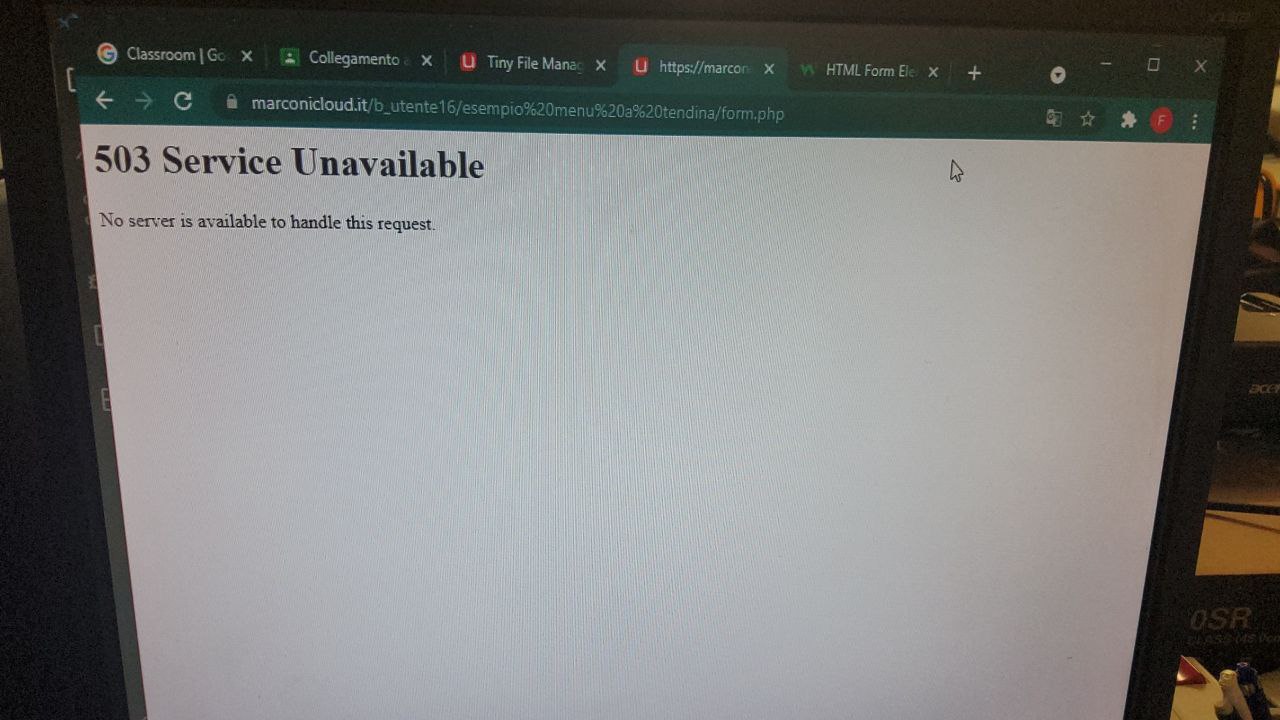 Classroom | Go
Collegamento a
Tiny File Manag
https://marcon
HTML Form Ele
marconicloud.it/b_utente16/esempio%20menu%20a%20tendina/form.php
F
503 Service Unavailable
No server is available to handle this request.
acer
OSR